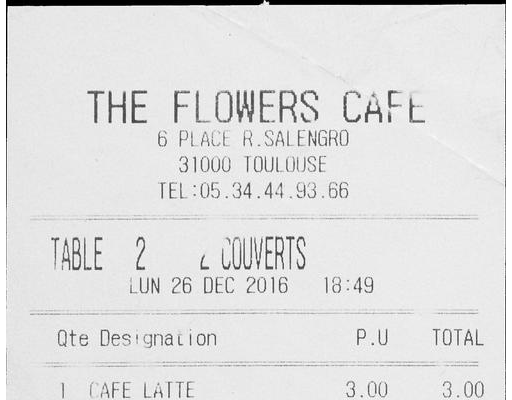 THE FLOWERS CAFE
6 PLACE R.SALENGRO
31000 TOULOUSE
TEL:05.34.44.93.66
TABLE 2 2 COUVERTS
LUN 26 DEC 2016 18:49
Qte Designation P.U TOTAL
1 CAFE LATTE 3.00 3.00